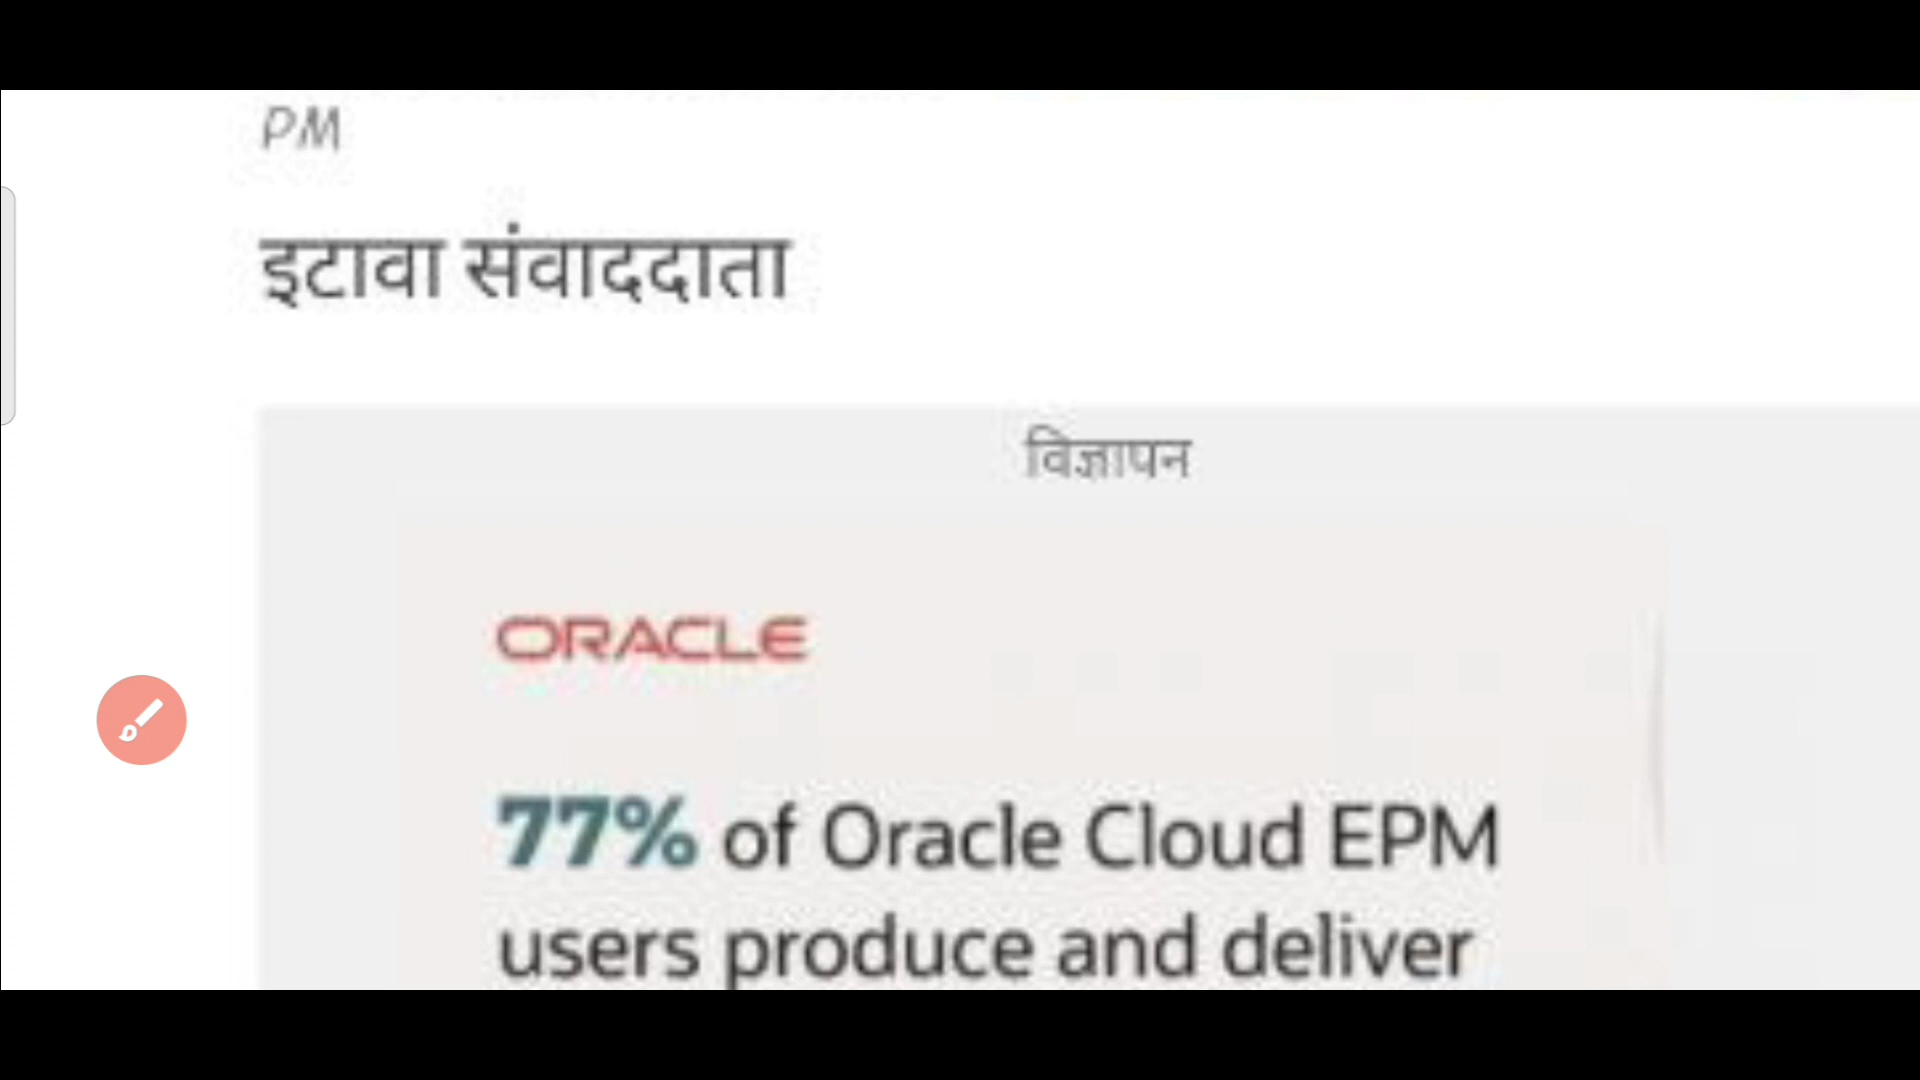 PM
इटावा संवाददाता
विज्ञापन
ORACLE
77% of Oracle Cloud EPM
users produce and deliver